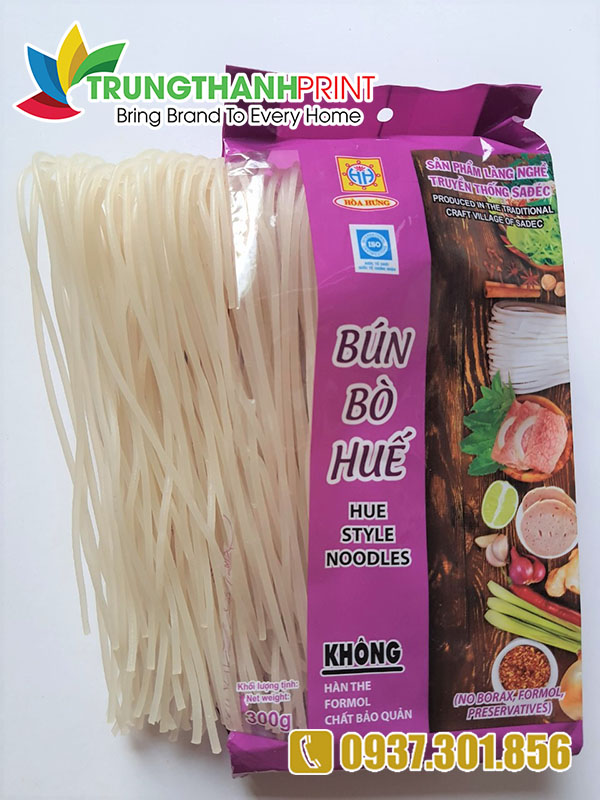 TRUNGTHANHPRINT
Bring Brand To Every Home
HÒA HƯNG
ISO
SẢN PHẨM LÀNG NGHỀ
TRUYỀN THỐNG SAĐÉC
PRODUCED IN THE TRADITIONAL
CRAFT VILLAGE OF SADEC
BÚN
BÒ
HUẾ
HUE
STYLE
NOODLES
KHÔNG
HÀN THE
FORMOL
CHẤT BẢO QUẢN
Khối lượng tịnh:
Net weight:
300g
(NO BORAX, FORMOL,
PRESERVATIVES)
0937.301.856